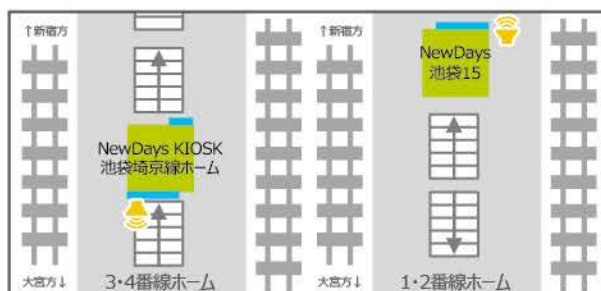 ↑新宿方
NewDays KIOSK
池袋埼京線ホーム
大宮方↓
3・4番線ホーム
↑新宿方
NewDays
池袋15
大宮方↓
1・2番線ホーム